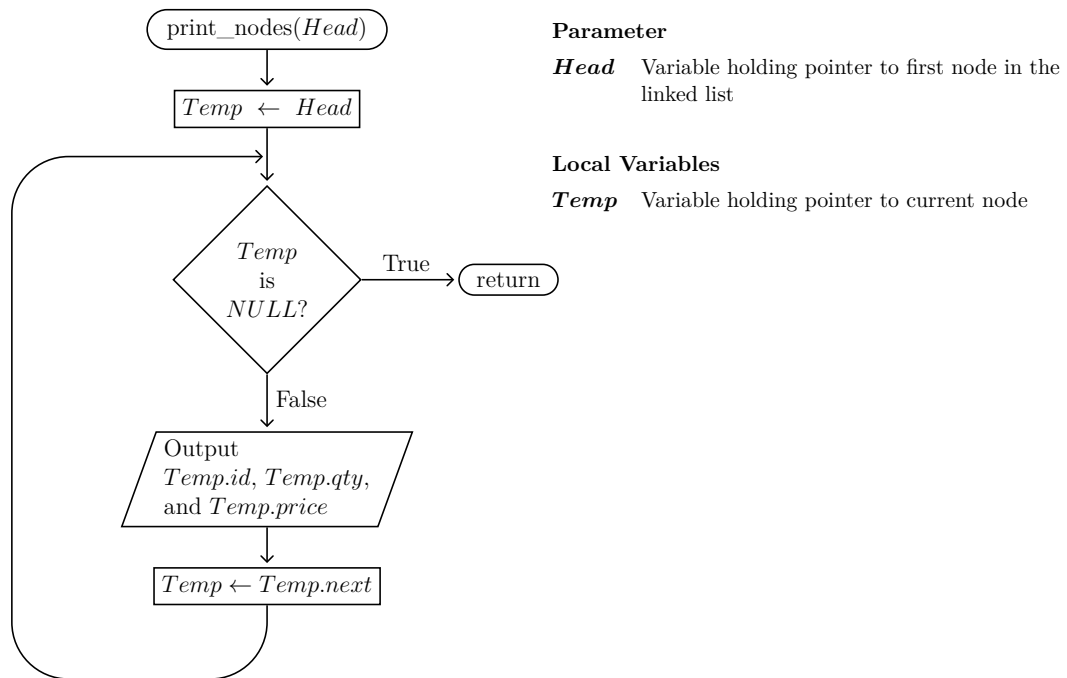 print_nodes(Head)
Temp ← Head
Temp
is
NULL?
True
return
False
Output
Temp.id, Temp.qty,
and Temp.price
Temp ← Temp.next
Parameter
Head Variable holding pointer to first node in the
linked list
Local Variables
Temp Variable holding pointer to current node